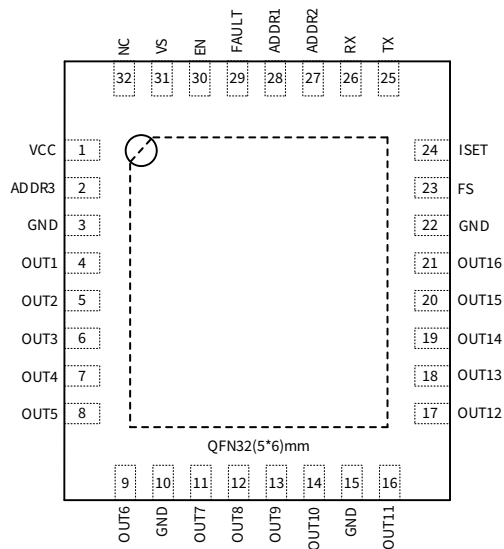 NC VS EN FAULT ADDR1 ADDR2 RX TX
32 31 30 29 28 27 26 25
VCC 1 24 ISET
ADDR3 2 23 FS
GND 3 22 GND
OUT1 4 21 OUT16
OUT2 5 20 OUT15
OUT3 6 19 OUT14
OUT4 7 18 OUT13
OUT5 8 17 OUT12
QFN32(5*6)mm
9 10 11 12 13 14 15 16
OUT6 GND OUT7 OUT8 OUT9 OUT10 GND OUT11